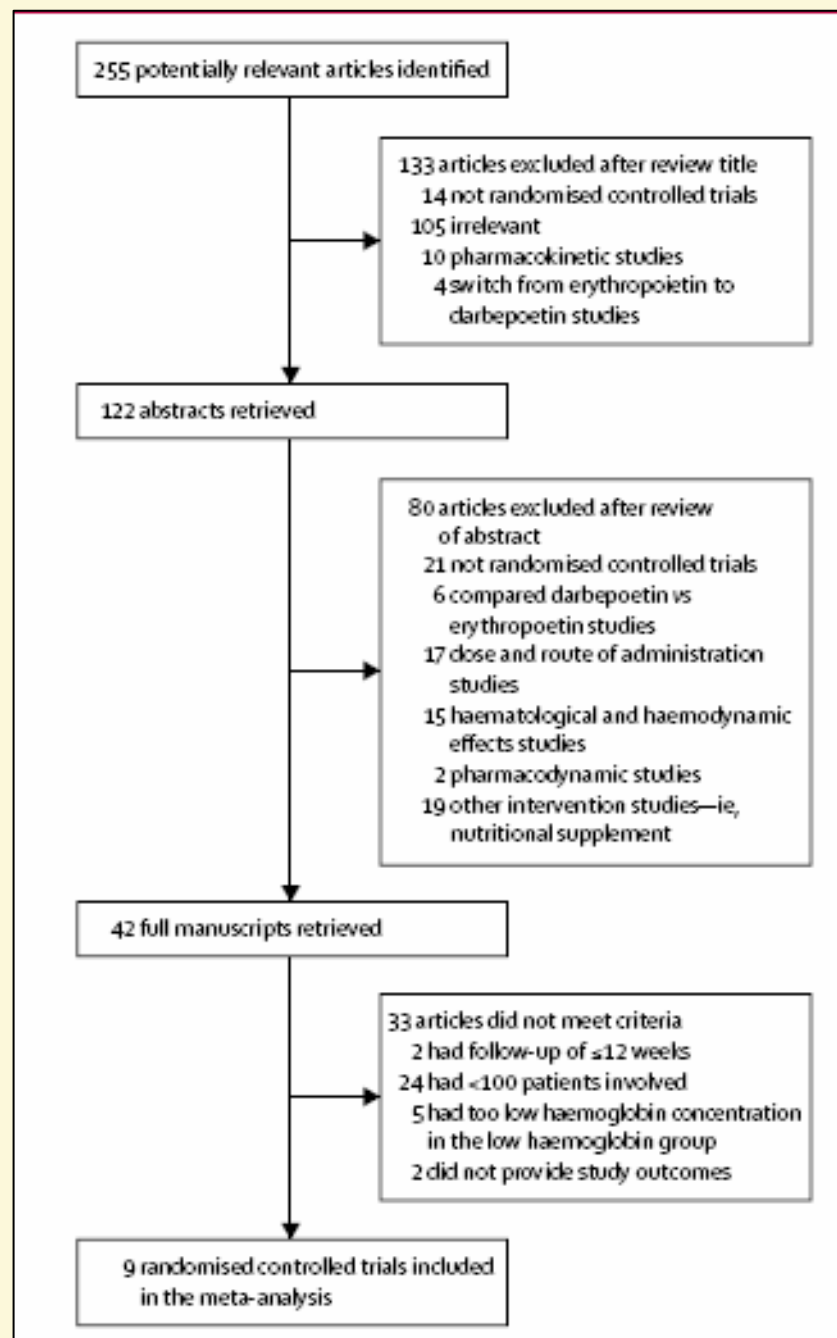 255 potentially relevant articles identified
133 articles excluded after review title
14 not randomised controlled trials
105 irrelevant
10 pharmacokinetic studies
4 switch from erythropoietin to
darbepoetin studies
122 abstracts retrieved
80 articles excluded after review
of abstract
21 not randomised controlled trials
6 compared darbepoetin vs
erythropoetin studies
17 dose and route of administration
studies
15 haematological and haemodynamic
effects studies
2 pharmacodynamic studies
19 other intervention studies—ie,
nutritional supplement
42 full manuscripts retrieved
33 articles did not meet criteria
2 had follow-up of ≤12 weeks
24 had <100 patients involved
5 had too low haemoglobin concentration
in the low haemoglobin group
2 did not provide study outcomes
9 randomised controlled trials included
in the meta-analysis